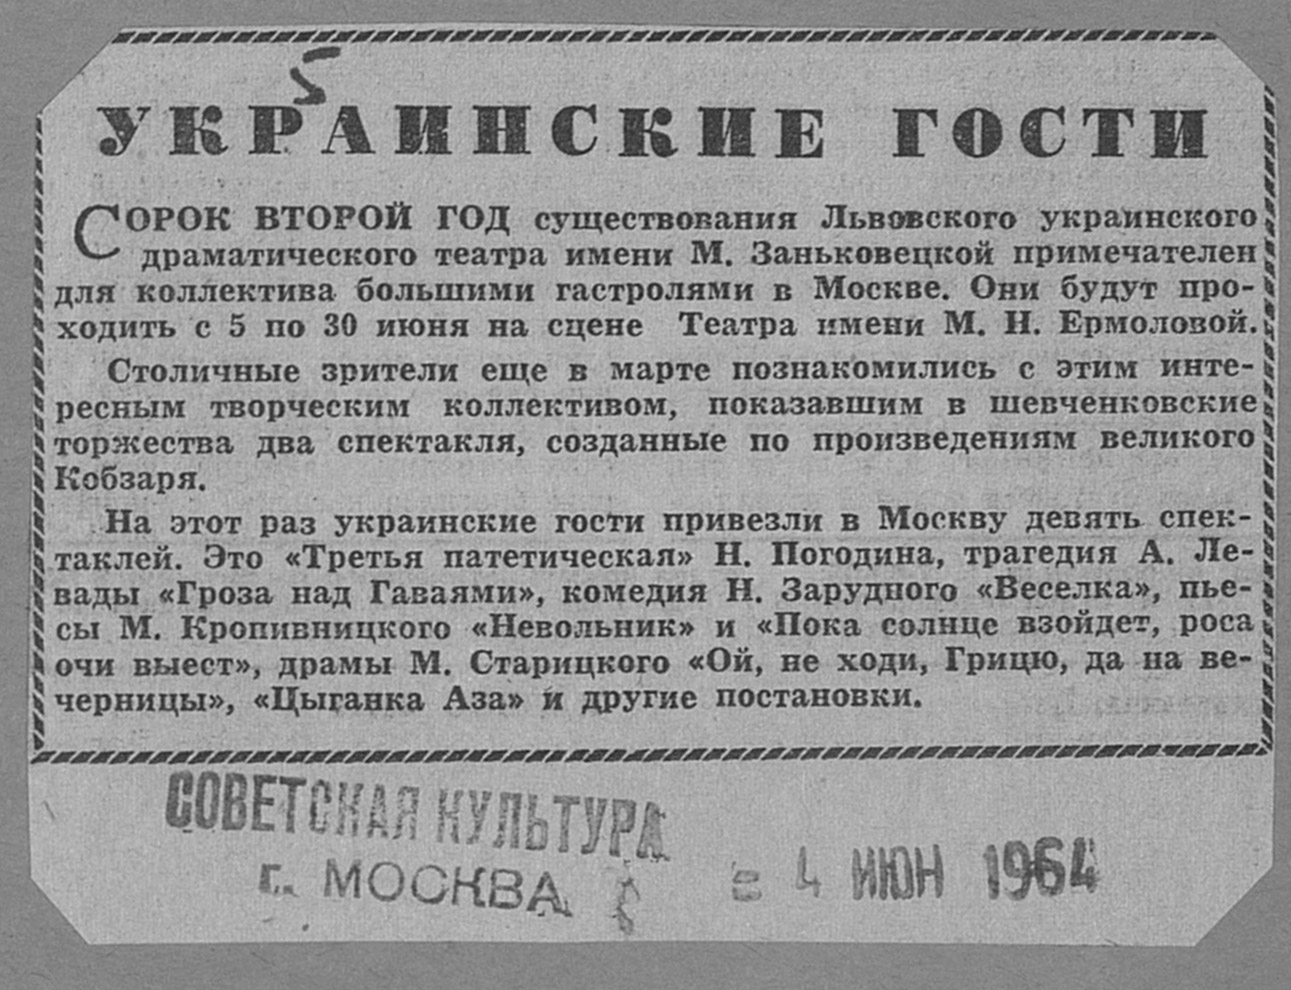 5
УКРАИНСКИЕ ГОСТИ
СОРОК ВТОРОЙ ГОД существования Львовского украинского
драматического театра имени М. Заньковецкой примечателен
для коллектива большими гастролями в Москве. Они будут про-
ходить с 5 по 30 июня на сцене Театра имени М. Н. Ермоловой.
Столичные зрители еще в марте познакомились с этим инте-
ресным творческим коллективом, показавшим в шевченковские
торжества два спектакля, созданные по произведениям великого
Кобзаря.
На этот раз украинские гости привезли в Москву девять спек-
таклей. Это «Третья патетическая» Н. Погодина, трагедия А. Ле-
вады «Гроза над Гаваями», комедия Н. Зарудного «Веселка», пье-
сы М. Кропивницкого «Невольник» и «Пока солнце взойдет, роса
очи выест», драмы М. Старицкого «Ой, не ходи, Грицю, да на ве-
черницы», «Цыганка Аза» и другие постановки.
СОВЕТСКАЯ КУЛЬТУРА
г. МОСКВА
4 ИЮН 1964